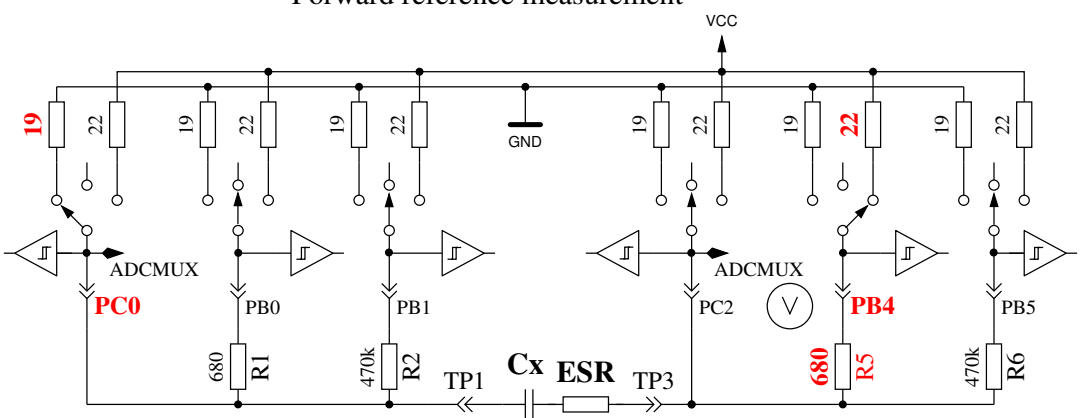 Forward reference measurement
VCC
19 22 19 22 19 22 19 22 19 22 19 22
GND
ADCMUX ADCMUX
PC0 PB0 PB1 PC2 V PB4 PB5
680 R1 470k R2 680 R5 470k R6
TP1 Cx ESR TP3